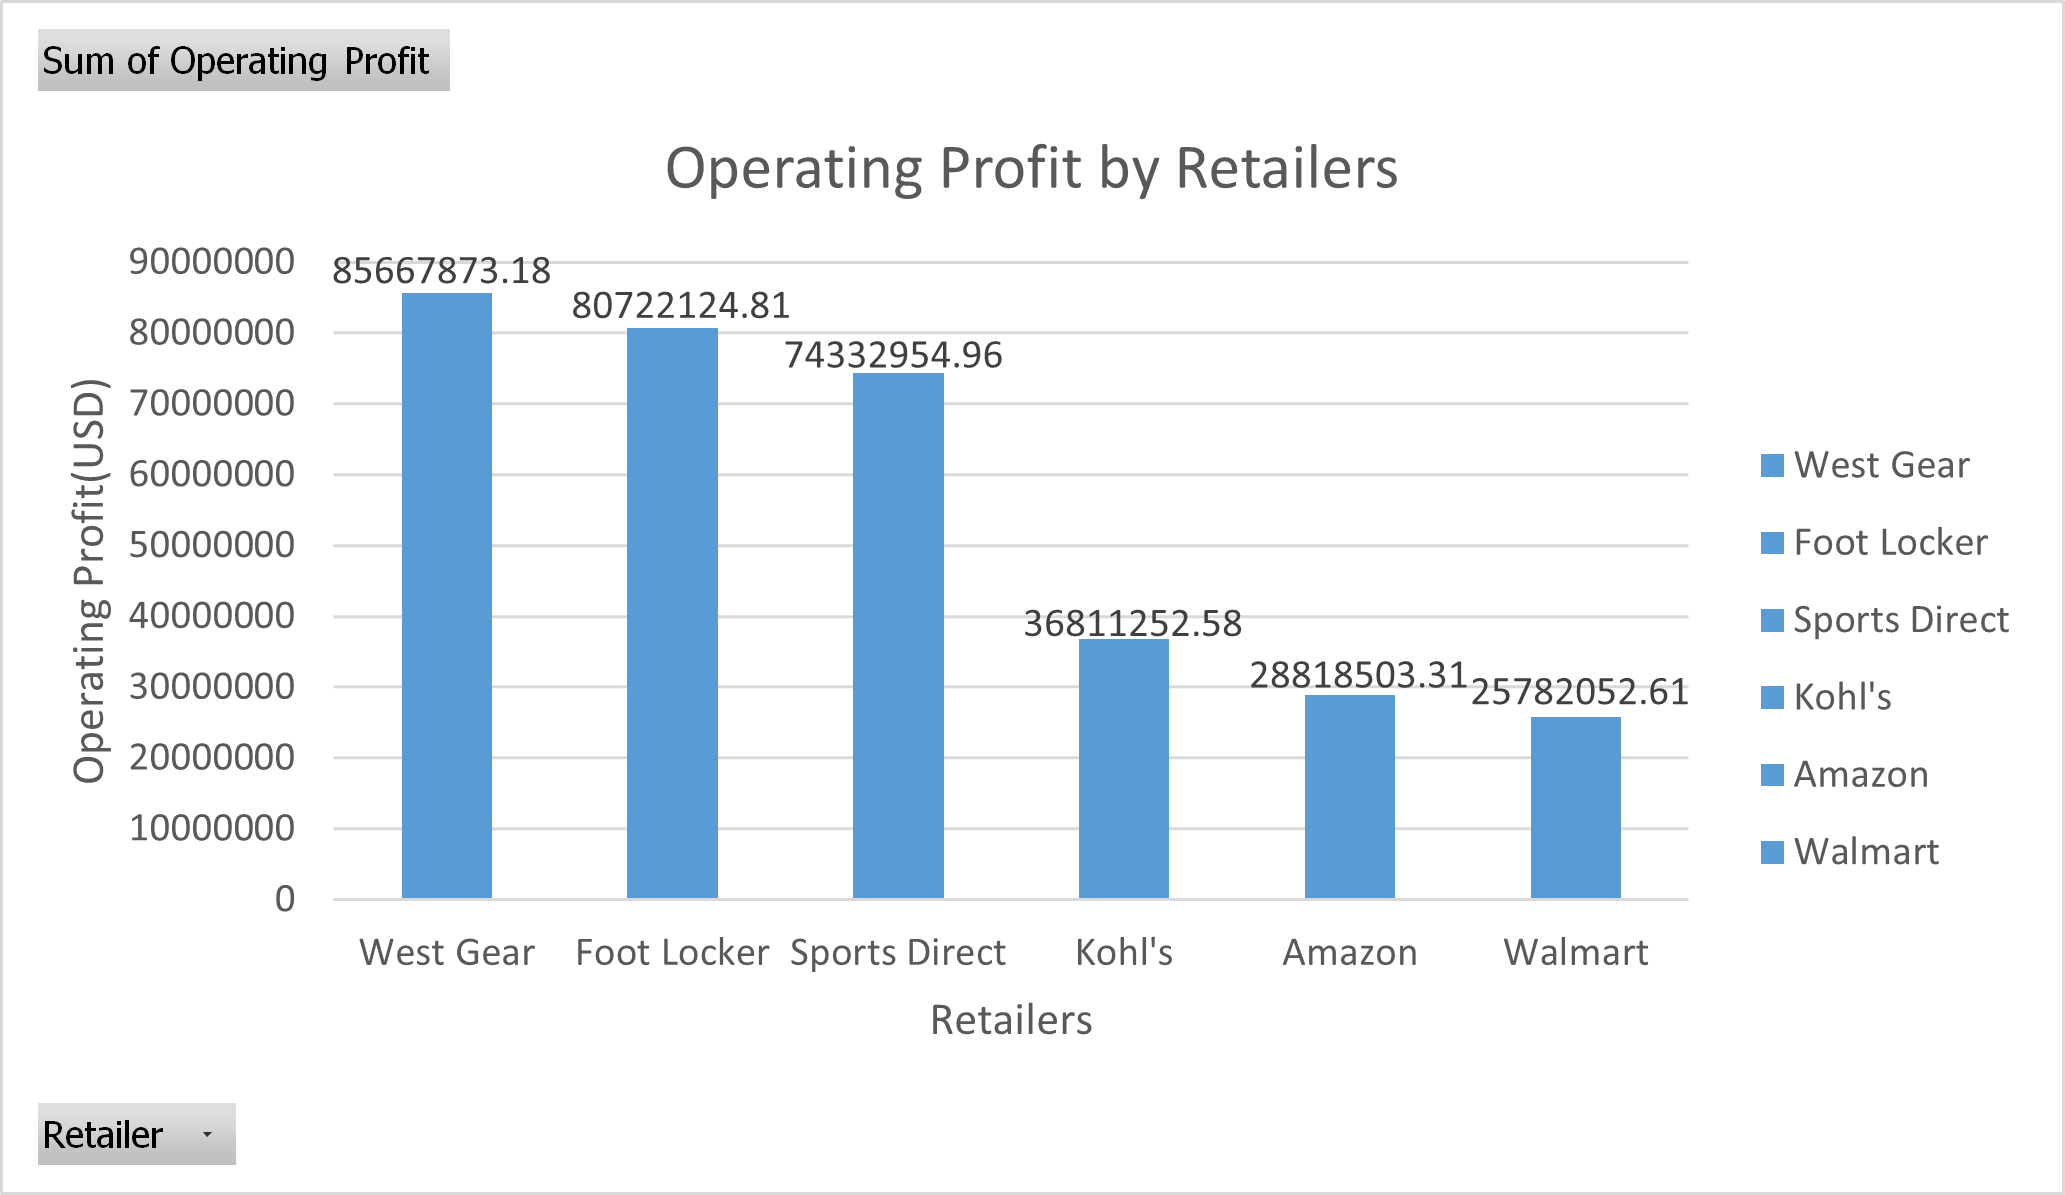 Sum of Operating Profit
Operating Profit by Retailers
Operating Profit(USD)
90000000
80000000
70000000
60000000
50000000
40000000
30000000
20000000
10000000
0
85667873.18
80722124.81
74332954.96
36811252.58
28818503.31
25782052.61
West Gear
Foot Locker
Sports Direct
Kohl's
Amazon
Walmart
Retailers
West Gear
Foot Locker
Sports Direct
Kohl's
Amazon
Walmart
Retailer